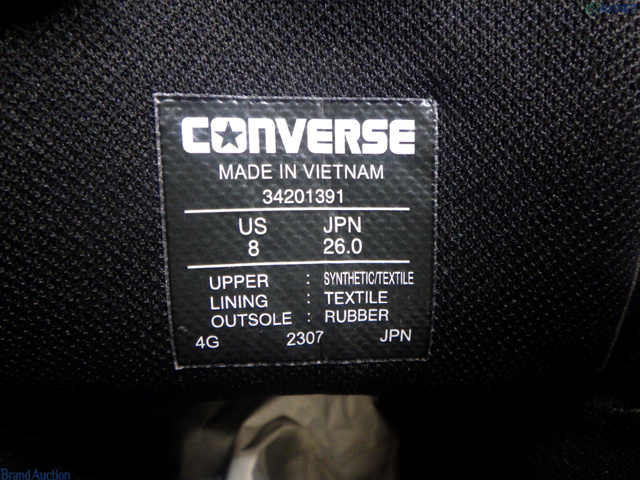 CONVERSE
MADE IN VIETNAM
34201391
US JPN
8 26.0
UPPER : SYNTHETIC/TEXTILE
LINING : TEXTILE
OUTSOLE : RUBBER
4G 2307 JPN
Brand Auction